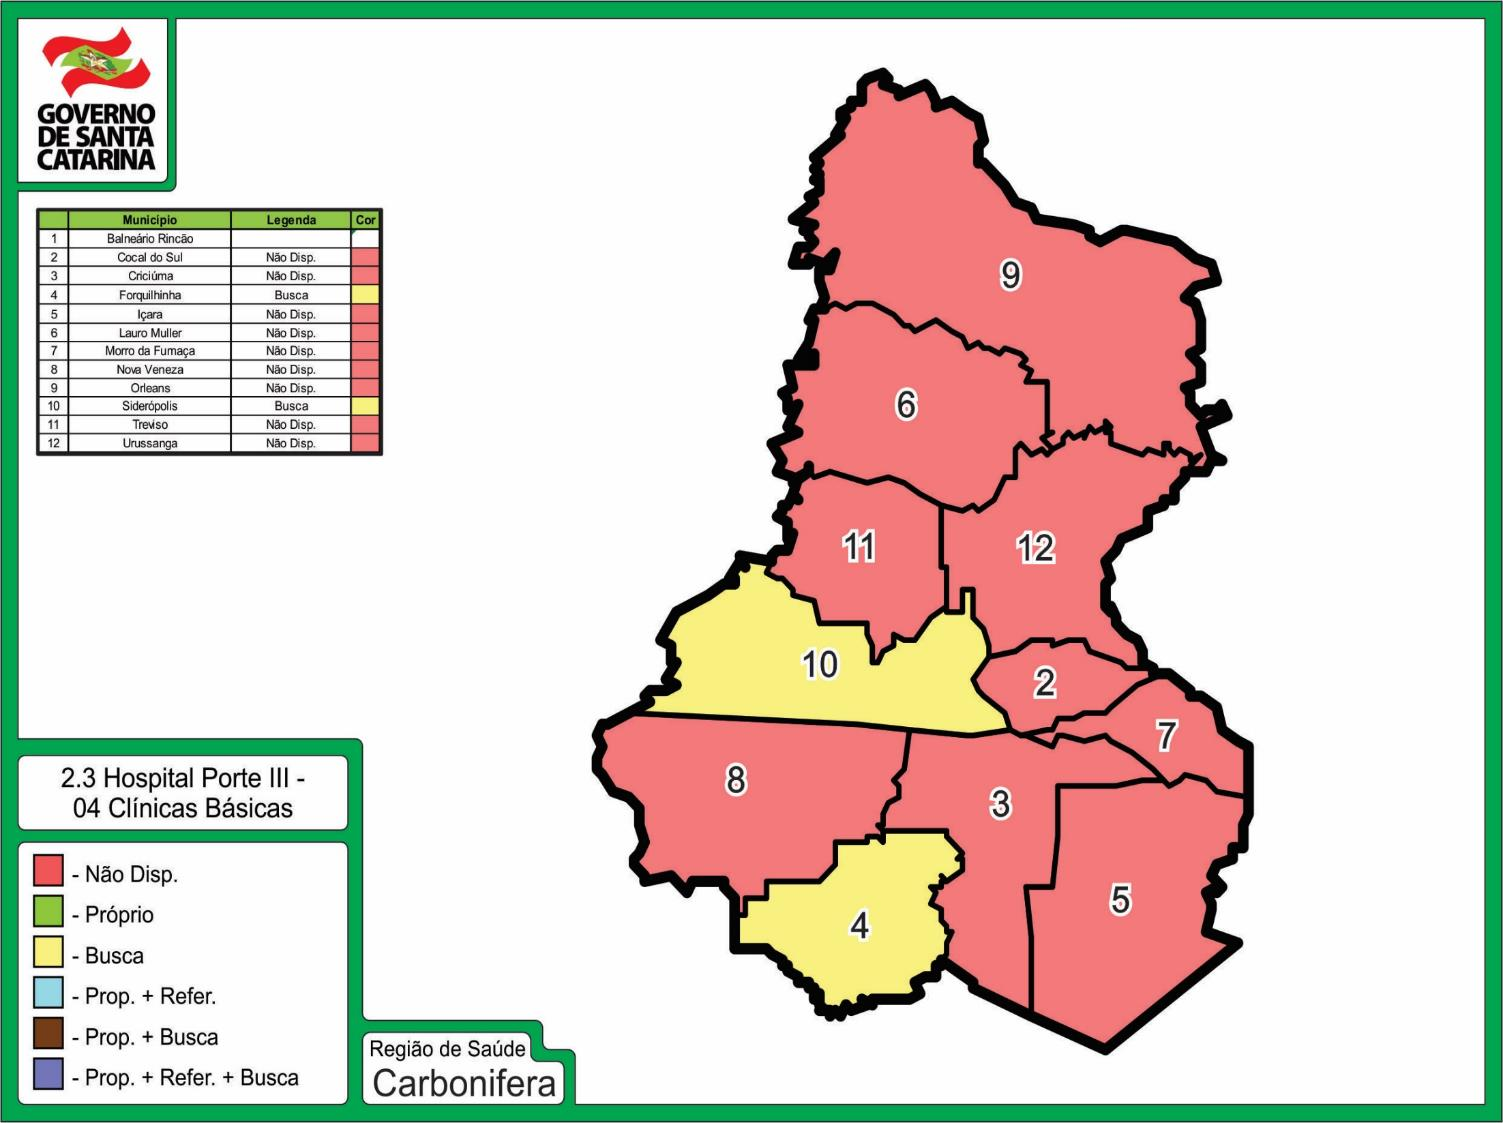 GOVERNO
DE SANTA
CATARINA
Município Legenda Cor
1 Balneário Rincão
2 Cocal do Sul Não Disp.
3 Criciúma Não Disp.
4 Forquilhinha Busca
5 Içara Não Disp.
6 Lauro Muller Não Disp.
7 Morro da Fumaça Não Disp.
8 Nova Veneza Não Disp.
9 Orleans Não Disp.
10 Siderópolis Busca
11 Treviso Não Disp.
12 Urussanga Não Disp.
9
6
11
12
10
2
7
8
3
5
4
2.3 Hospital Porte III -
04 Clínicas Básicas
- Não Disp.
- Próprio
- Busca
- Prop. + Refer.
- Prop. + Busca
- Prop. + Refer. + Busca
Região de Saúde
Carbonifera